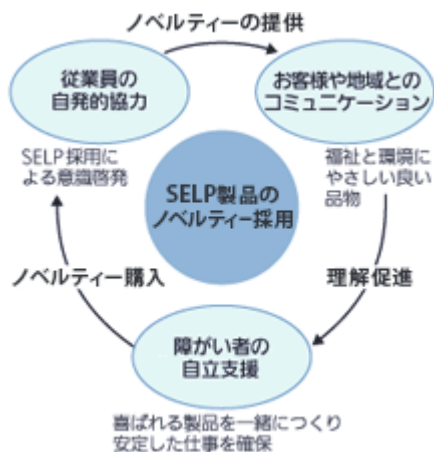 ノベルティーの提供
従業員の
自発的協力
お客様や地域との
コミュニケーション
SELP採用に
よる意識啓発
福祉と環境に
やさしい良い
品物
SELP製品の
ノベルティー採用
ノベルティー購入
理解促進
障がい者の
自立支援
喜ばれる製品を一緒につくり
安定した仕事を確保